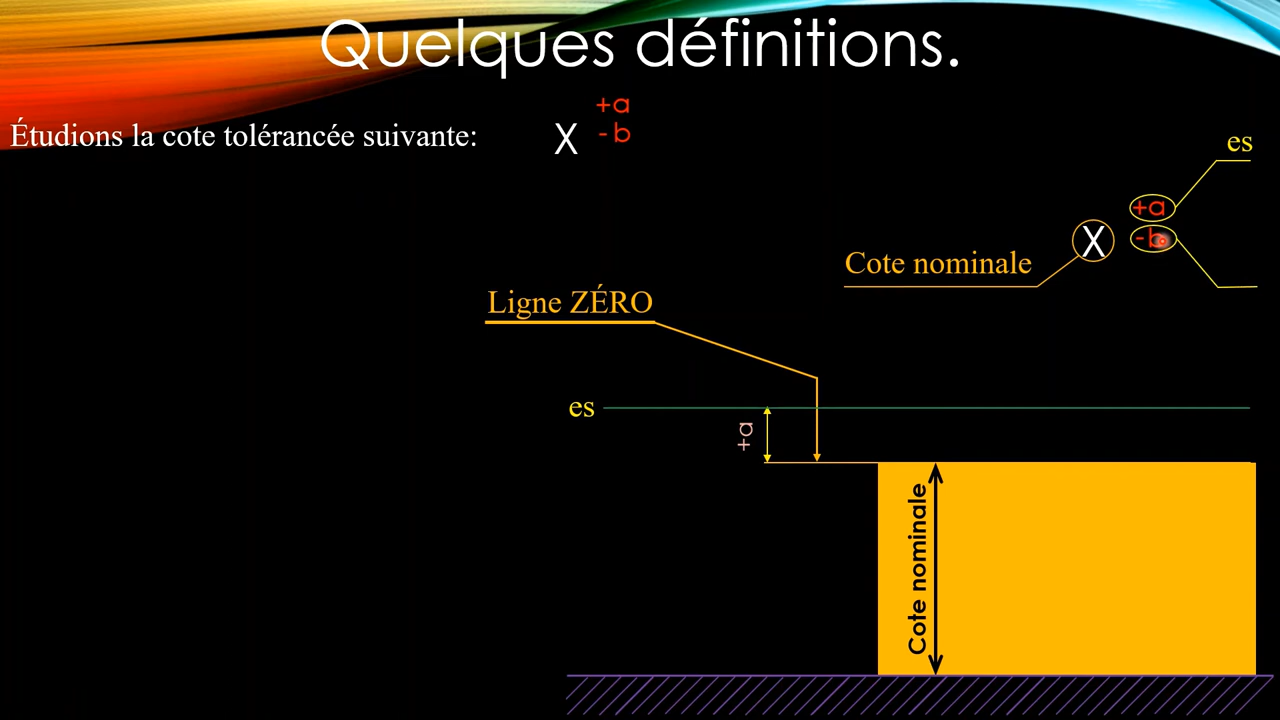 Quelques définitions.
Étudions la cote tolérancée suivante:
X
+a
- b
es
+a
X
- b
Cote nominale
Ligne ZÉRO
es
+a
Cote nominale